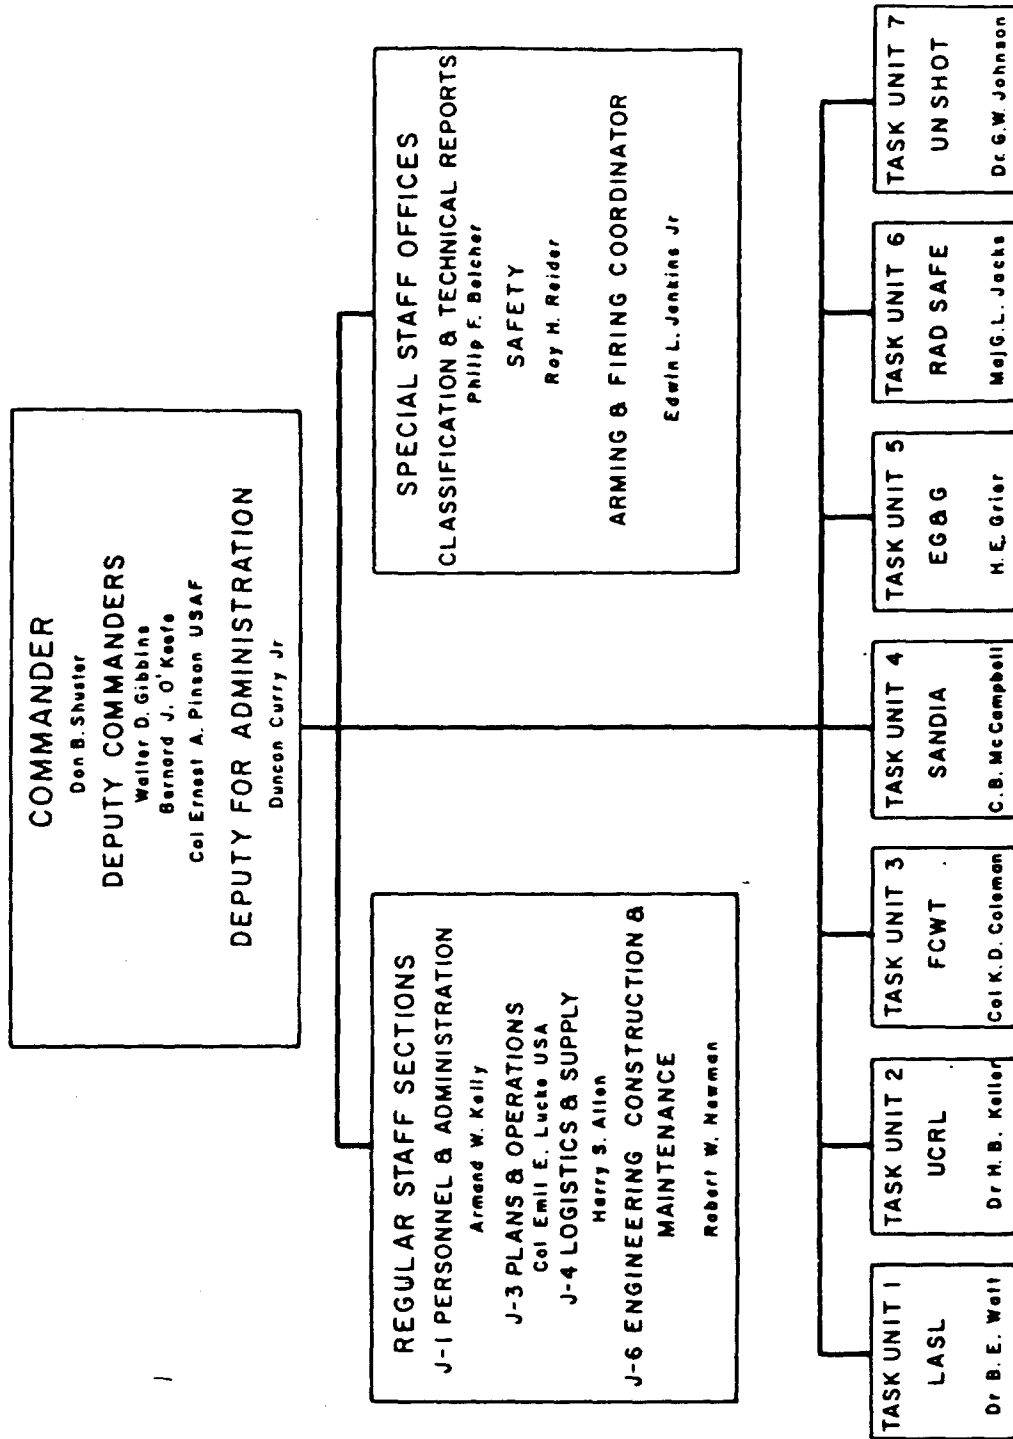 COMMANDER
Don B. Shuster
DEPUTY COMMANDERS
Walter D. Gibbins
Bernard J. O'Keefe
Col Ernest A. Pinson USAF
DEPUTY FOR ADMINISTRATION
Duncan Curry Jr
REGULAR STAFF SECTIONS
J-1 PERSONNEL & ADMINISTRATION
Armand W. Kelly
J-3 PLANS & OPERATIONS
Col Emil E. Lucke USA
J-4 LOGISTICS & SUPPLY
Harry S. Allen
J-6 ENGINEERING CONSTRUCTION &
MAINTENANCE
Robert W. Newman
SPECIAL STAFF OFFICES
CLASSIFICATION & TECHNICAL REPORTS
Philip F. Belcher
SAFETY
Roy H. Reider
ARMING & FIRING COORDINATOR
Edwin L. Jenkins Jr
TASK UNIT 1
LASL
Dr B. E. Watt
TASK UNIT 2
UCRL
Dr H. B. Keller
TASK UNIT 3
FCWT
Col K. D. Coleman
TASK UNIT 4
SANDIA
C. B. McCampbell
TASK UNIT 5
EG&G
H. E. Grier
TASK UNIT 6
RAD SAFE
Maj G. L. Jacks
TASK UNIT 7
UN SHOT
Dr. G. W. Johnson